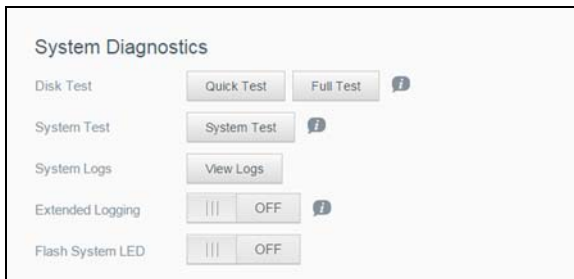 System Diagnostics
Disk Test Quick Test Full Test
System Test System Test
System Logs View Logs
Extended Logging OFF
Flash System LED OFF